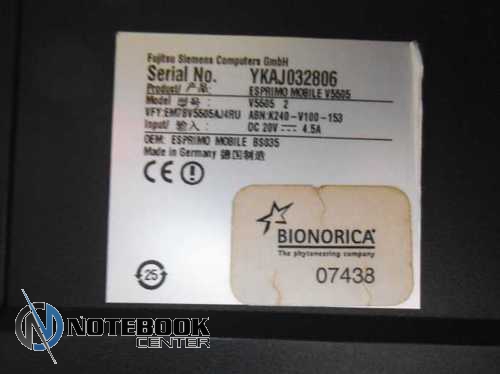 Fujitsu Siemens Computers GmbH
Serial No. YKAJ032806
Product/ 产品: ESPRIMO MOBILE V5505
Model 型号: V5505 2
VFY:EM78V5505AJ4RU ABN:K240-V100-153
Input/ 输入: DC 20V 4.5A
OEM: ESPRIMO MOBILE BS035
Made in Germany 德国制造
CE
25
BIONORICA
The phytoneering company
07438
NOTEBOOK
CENTER